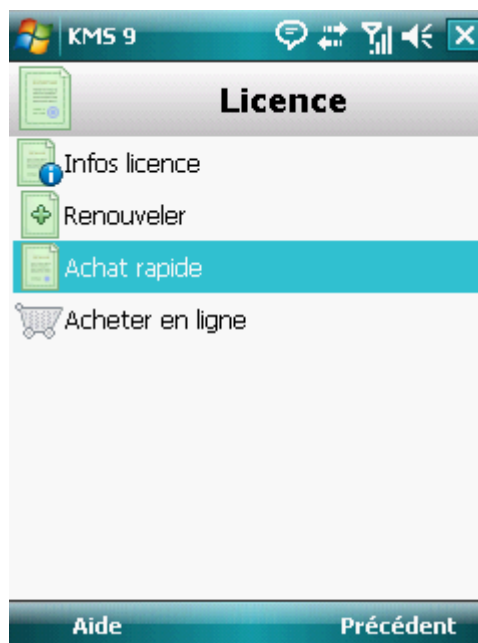 KMS 9
Licence
Infos licence
Renouveler
Achat rapide
Acheter en ligne
Aide
Précédent